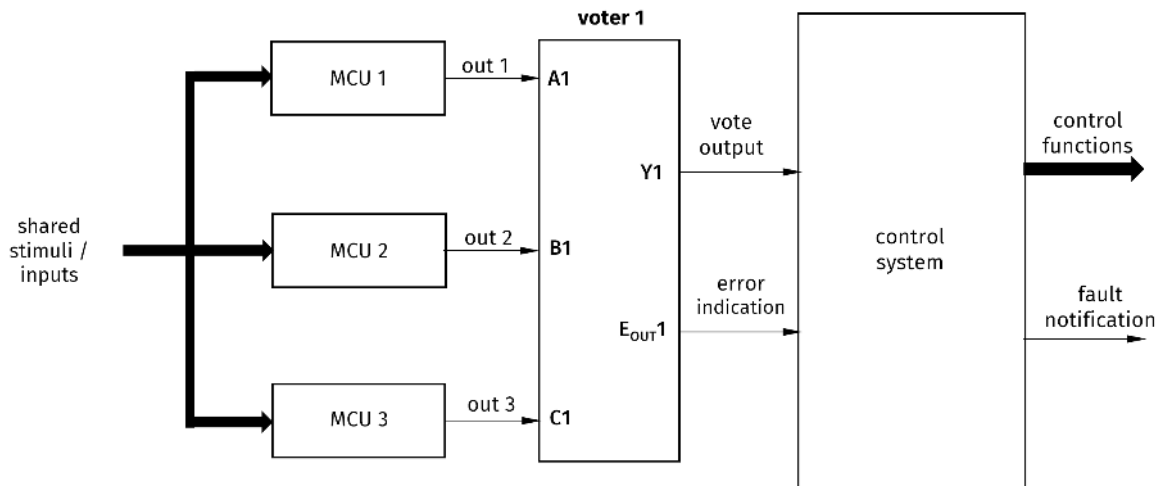 voter 1
MCU 1
out 1
A1
shared
stimuli /
inputs
MCU 2
out 2
B1
MCU 3
out 3
C1
Y1
E_OUT1
vote
output
error
indication
control
system
control
functions
fault
notification